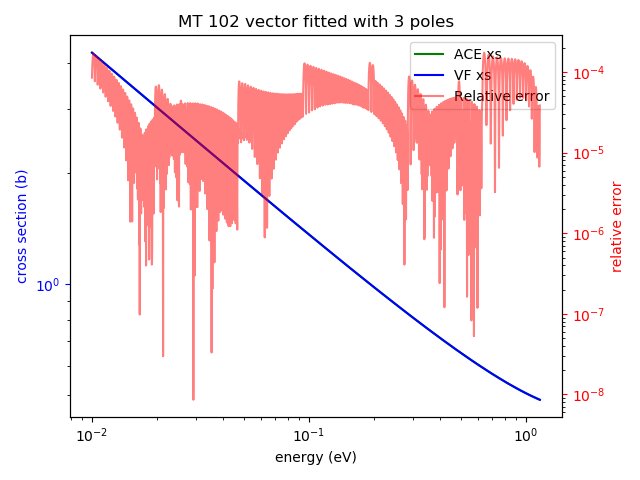 MT 102 vector fitted with 3 poles
ACE xs
VF xs
Relative error
cross section (b)
10⁰
10⁻⁴
10⁻⁵
10⁻⁶
10⁻⁷
10⁻⁸
relative error
10⁻² 10⁻¹ 10⁰
energy (eV)